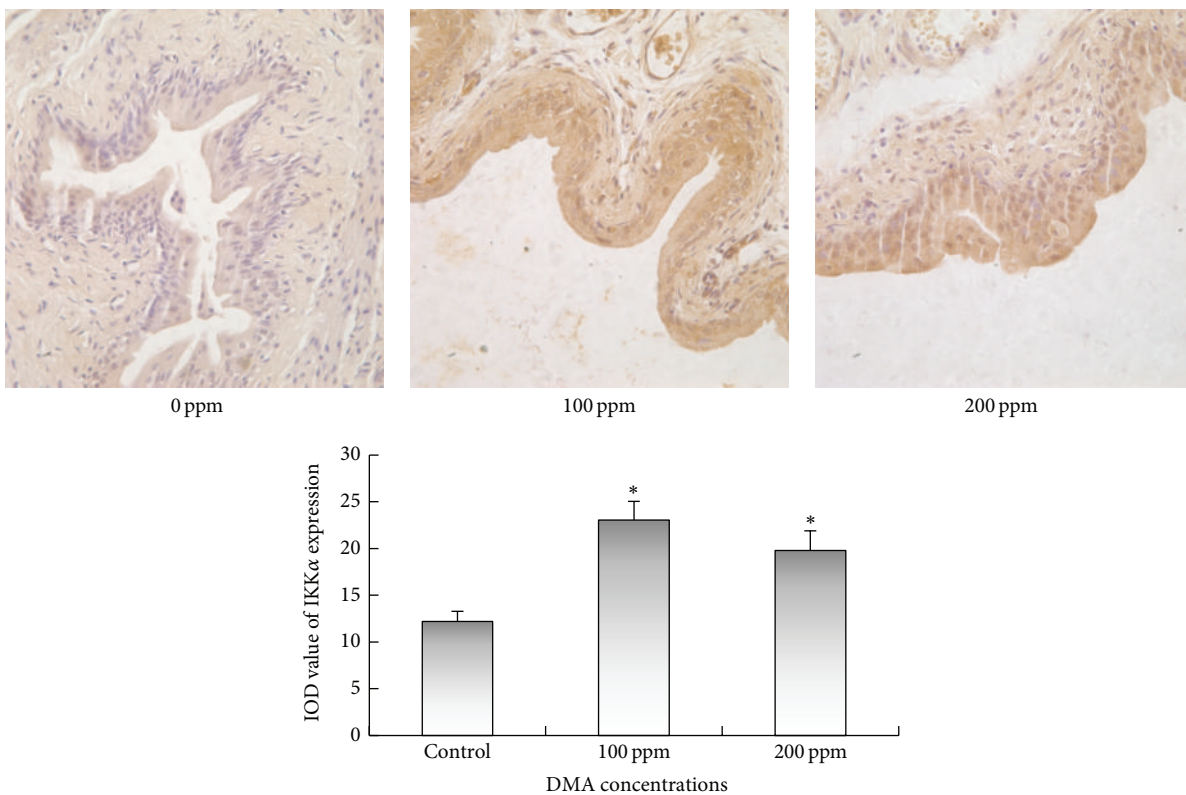 0 ppm
100 ppm
200 ppm
IOD value of IKKα expression
30
25
20
15
10
5
0
*
*
Control
100 ppm
200 ppm
DMA concentrations